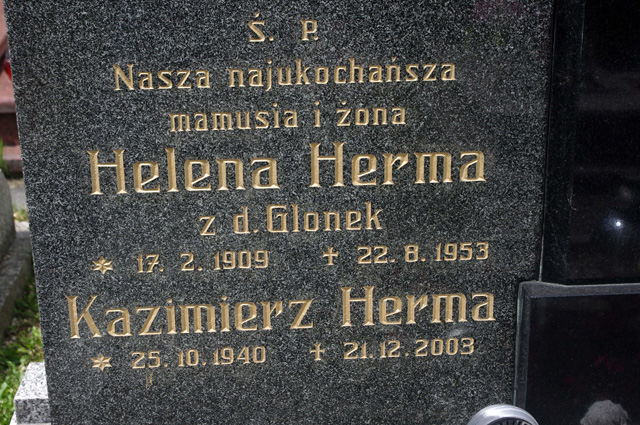 Ś. P.
Nasza najukochańsza
mamusia i żona
Helena Herma
z d. Glonek
* 17. 2. 1909 † 22. 8. 1953
Kazimierz Herma
* 25. 10. 1940 † 21. 12. 2003